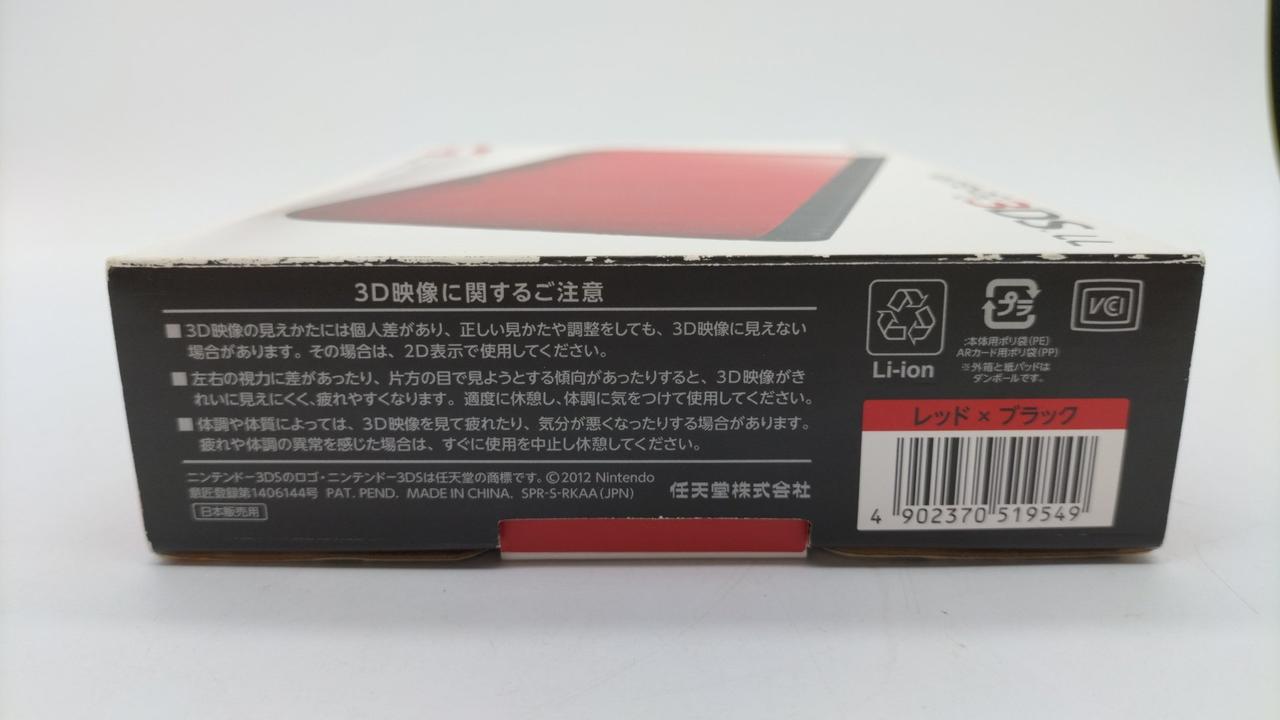 3DS LL
3D映像に関するご注意
■3D映像の見えかたには個人差があり、正しい見かたや調整をしても、3D映像に見えない
場合があります。その場合は、2D表示で使用してください。
■左右の視力に差があったり、片方の目で見ようとする傾向があったりすると、3D映像がき
れいに見えにくく、疲れやすくなります。適度に休憩し、体調に気をつけて使用してください。
■体調や体質によっては、3D映像を見て疲れたり、気分が悪くなったりする場合があります。
疲れや体調の異常を感じた場合は、すぐに使用を中止し休憩してください。
ニンテンドー3DSのロゴ・ニンテンドー3DSは任天堂の商標です。©2012 Nintendo
意匠登録第1406144号 PAT. PEND. MADE IN CHINA. SPR-S-RKAA(JPN)
任天堂株式会社
日本販売用
Li-ion
プラ
:本体用ポリ袋(PE)
ARカード用ポリ袋(PP)
※外箱と紙パッドは
ダンボールです。
VCI
レッド×ブラック
4 902370 519549